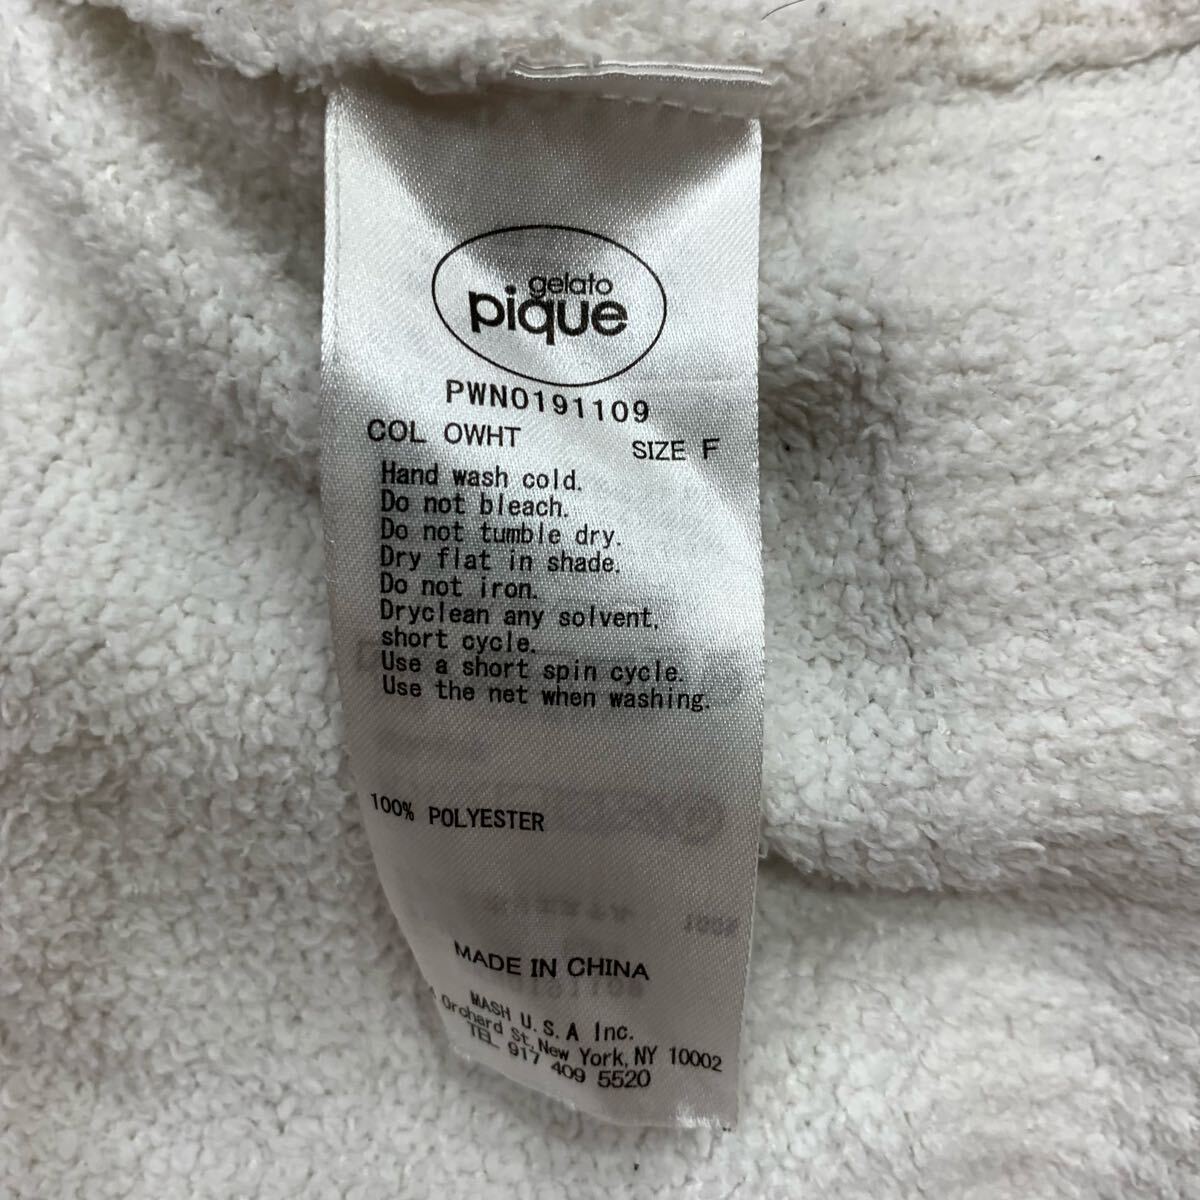 gelato
pique
PWNO191109
COL OWHT SIZE F
Hand wash cold.
Do not bleach.
Do not tumble dry.
Dry flat in shade.
Do not iron.
Dryclean any solvent,
short cycle.
Use a short spin cycle.
Use the net when washing.
100% POLYESTER
MADE IN CHINA
MASH U.S.A Inc.
Orchard St,New York,NY 10002
TEL 917 409 5520